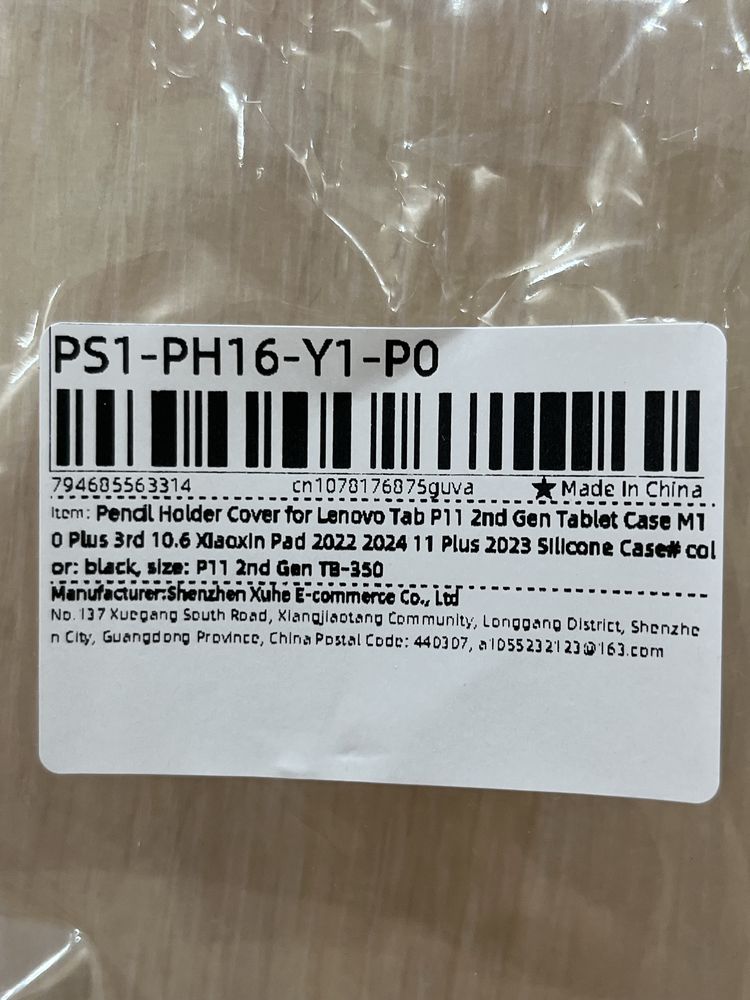 PS1-PH16-Y1-P0
794685563314 cn1078176875guva ★ Made In China
Item: Pencil Holder Cover for Lenovo Tab P11 2nd Gen Tablet Case M1
0 Plus 3rd 10.6 Xiaoxin Pad 2022 2024 11 Plus 2023 Silicone Case# col
or: black, size: P11 2nd Gen TB-350
Manufacturer:Shenzhen Xuhe E-commerce Co., Ltd
No. 137 Xuegang South Road, Xiangjiaotang Community, Longgang District, Shenzhe
n City, Guangdong Province, China Postal Code: 440307, a1055232123@163.com